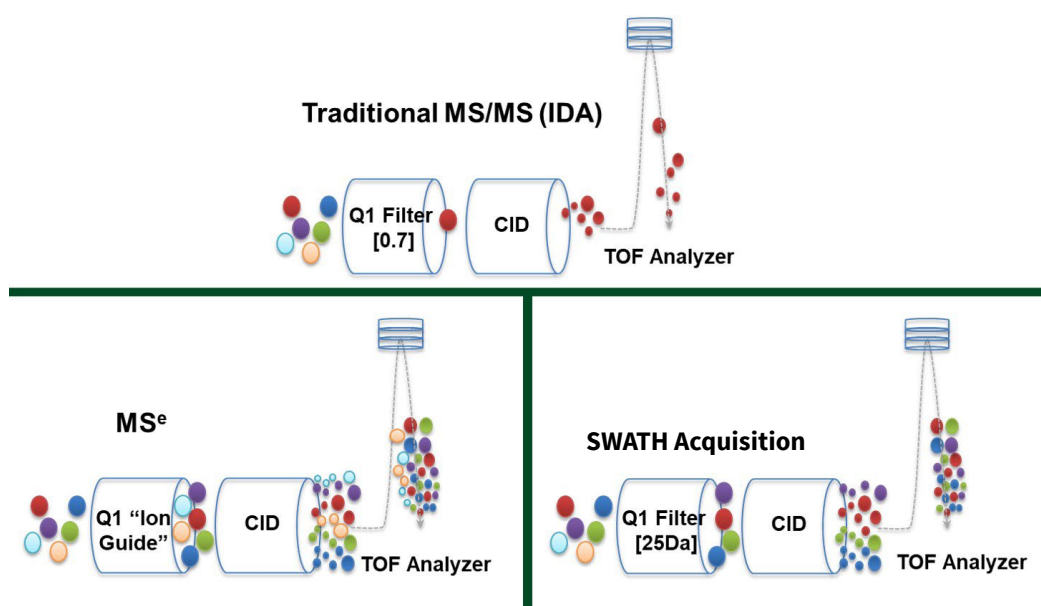 Traditional MS/MS (IDA)
Q1 Filter
[0.7]
CID
TOF Analyzer
MSᵉ
Q1 “Ion
Guide”
CID
TOF Analyzer
SWATH Acquisition
Q1 Filter
[25Da]
CID
TOF Analyzer